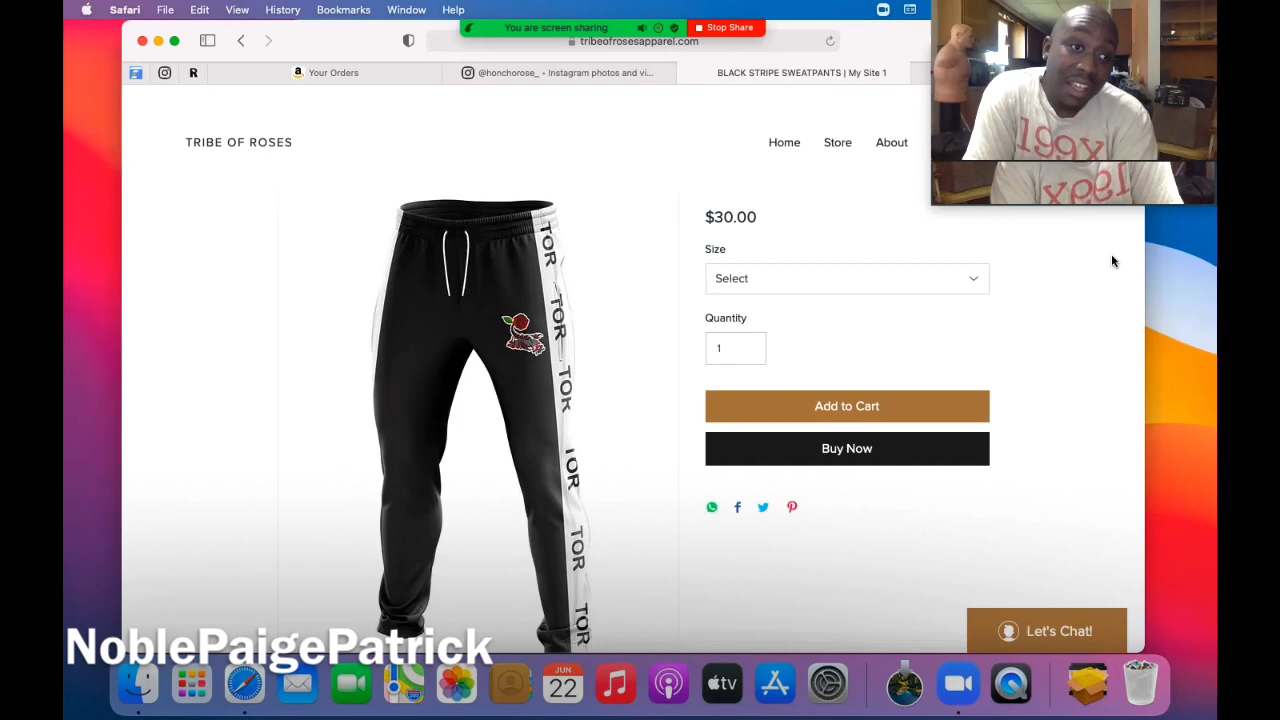 Safari File Edit View History Bookmarks Window Help
You are screen sharing Stop Share
tribeofrosesapparel.com
R Your Orders @honchorose_ • Instagram photos and vi... BLACK STRIPE SWEATPANTS | My Site 1
TRIBE OF ROSES Home Store About
199X
199X
$30.00
Size
Select
Quantity
1
Add to Cart
Buy Now
TOR
TOR
TOR
TOR
TOR
TOR
Let's Chat!
NoblePaigePatrick
JUN
22
tv